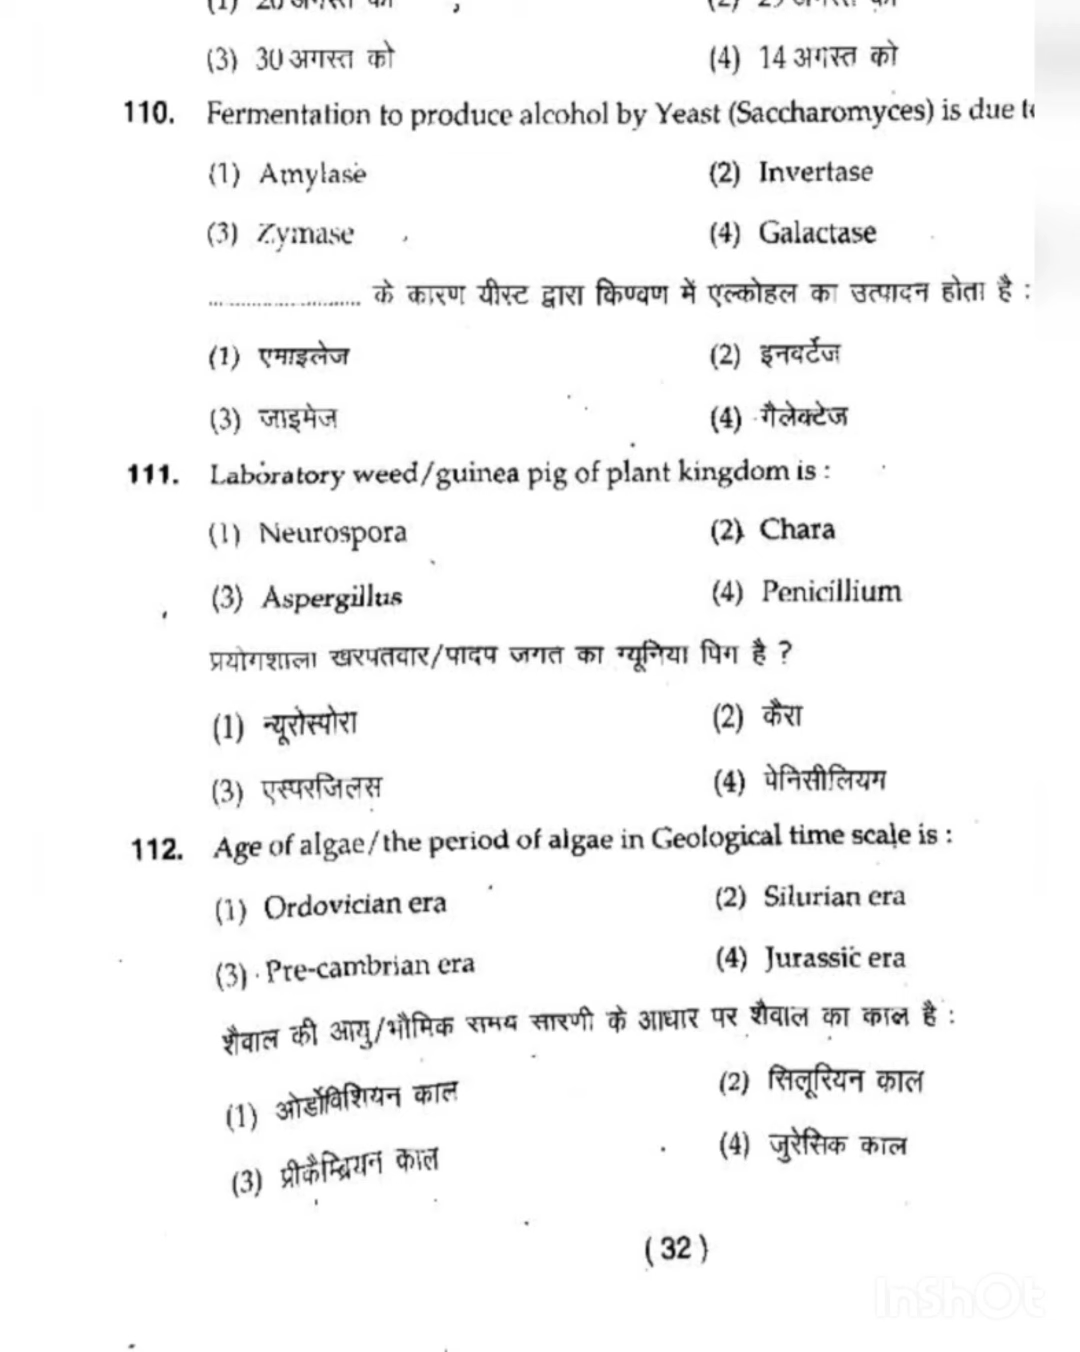 (3) 30 अगस्त को (4) 14 अगस्त को
110. Fermentation to produce alcohol by Yeast (Saccharomyces) is due
(1) Amylase (2) Invertase
(3) Zymase (4) Galactase
.......................... के कारण यीस्ट द्वारा किण्वण में एल्कोहल का उत्पादन होता है :
(1) एमाइलेज (2) इनवर्टेज
(3) जाइमेज (4) गैलेक्टेज
111. Laboratory weed/guinea pig of plant kingdom is :
(1) Neurospora (2) Chara
(3) Aspergillus (4) Penicillium
प्रयोगशाला खरपतवार/पादप जगत का ग्यूनिया पिग है ?
(1) न्यूरोस्पोरा (2) कैरा
(3) एस्परजिलस (4) पेनिसीलियम
112. Age of algae/the period of algae in Geological time scale is :
(1) Ordovician era (2) Silurian era
(3) Pre-cambrian era (4) Jurassic era
शैवाल की आयु/भौमिक समय सारणी के आधार पर शैवाल का काल है :
(1) ओर्डोविशियन काल (2) सिलूरियन काल
(3) प्रीकैम्ब्रियन काल (4) जुरेसिक काल
(32)
InShOt